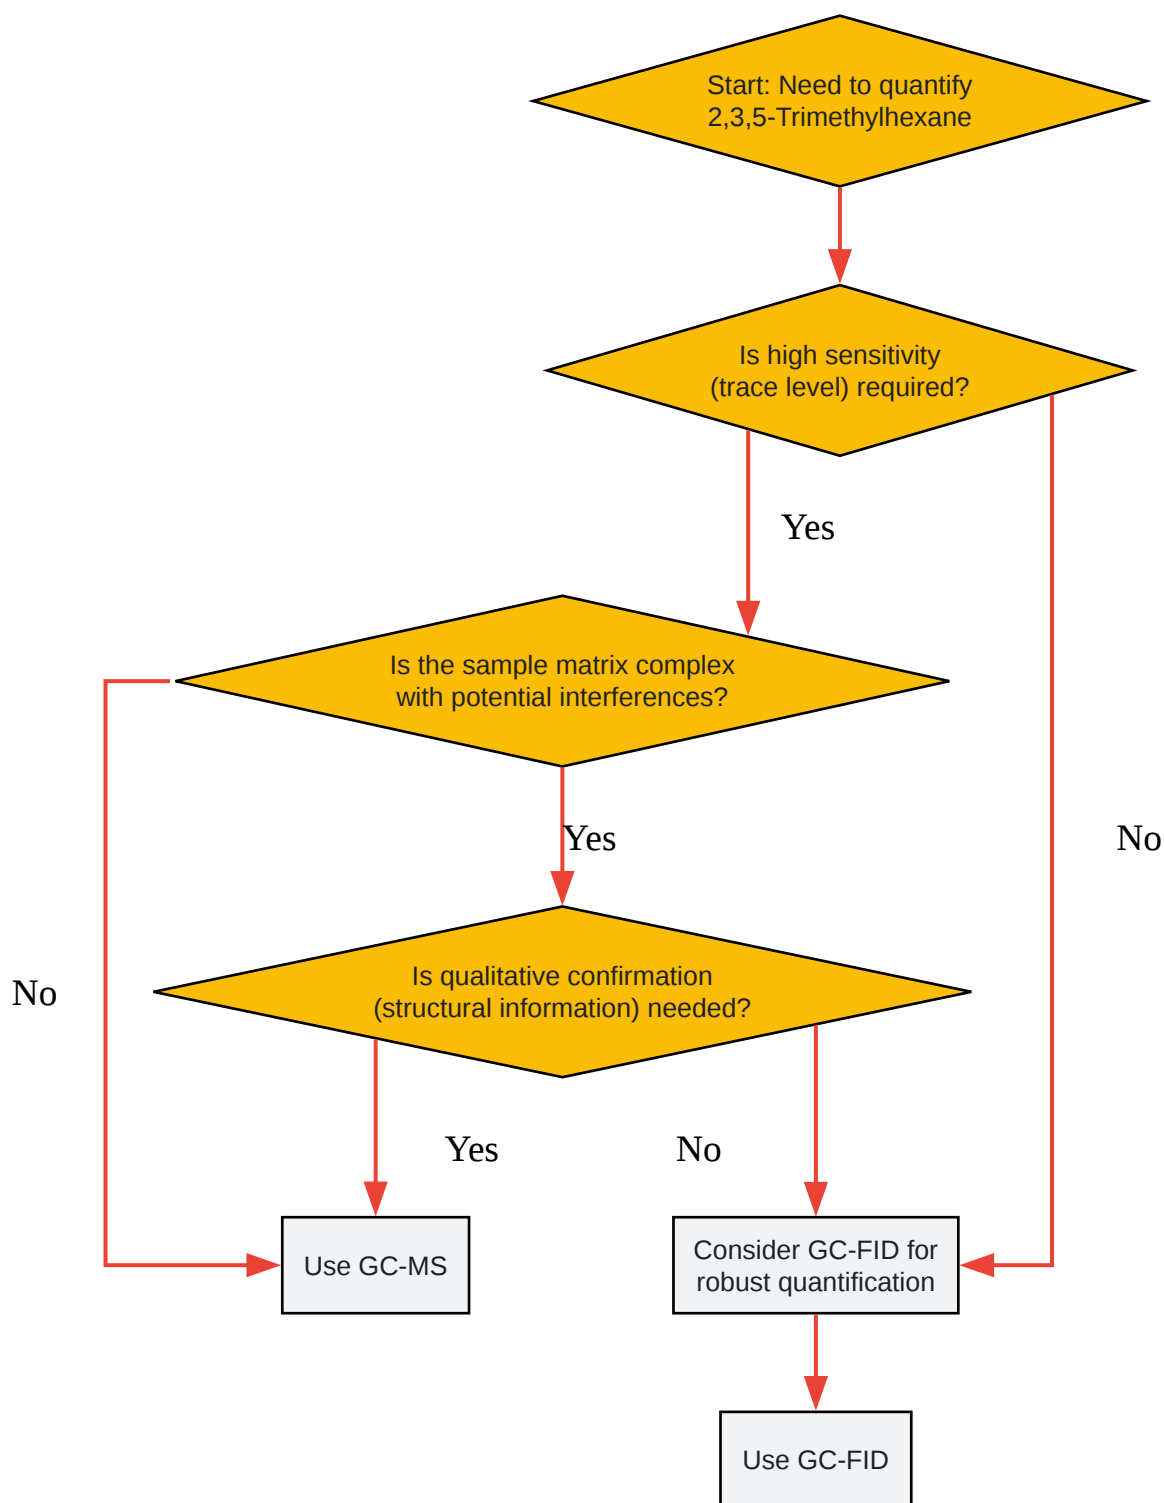 Start: Need to quantify
2,3,5-Trimethylhexane
Is high sensitivity
(trace level) required?
Yes
Is the sample matrix complex
with potential interferences?
Yes
No
Is qualitative confirmation
(structural information) needed?
No
Yes
No
Use GC-MS
Consider GC-FID for
robust quantification
Use GC-FID